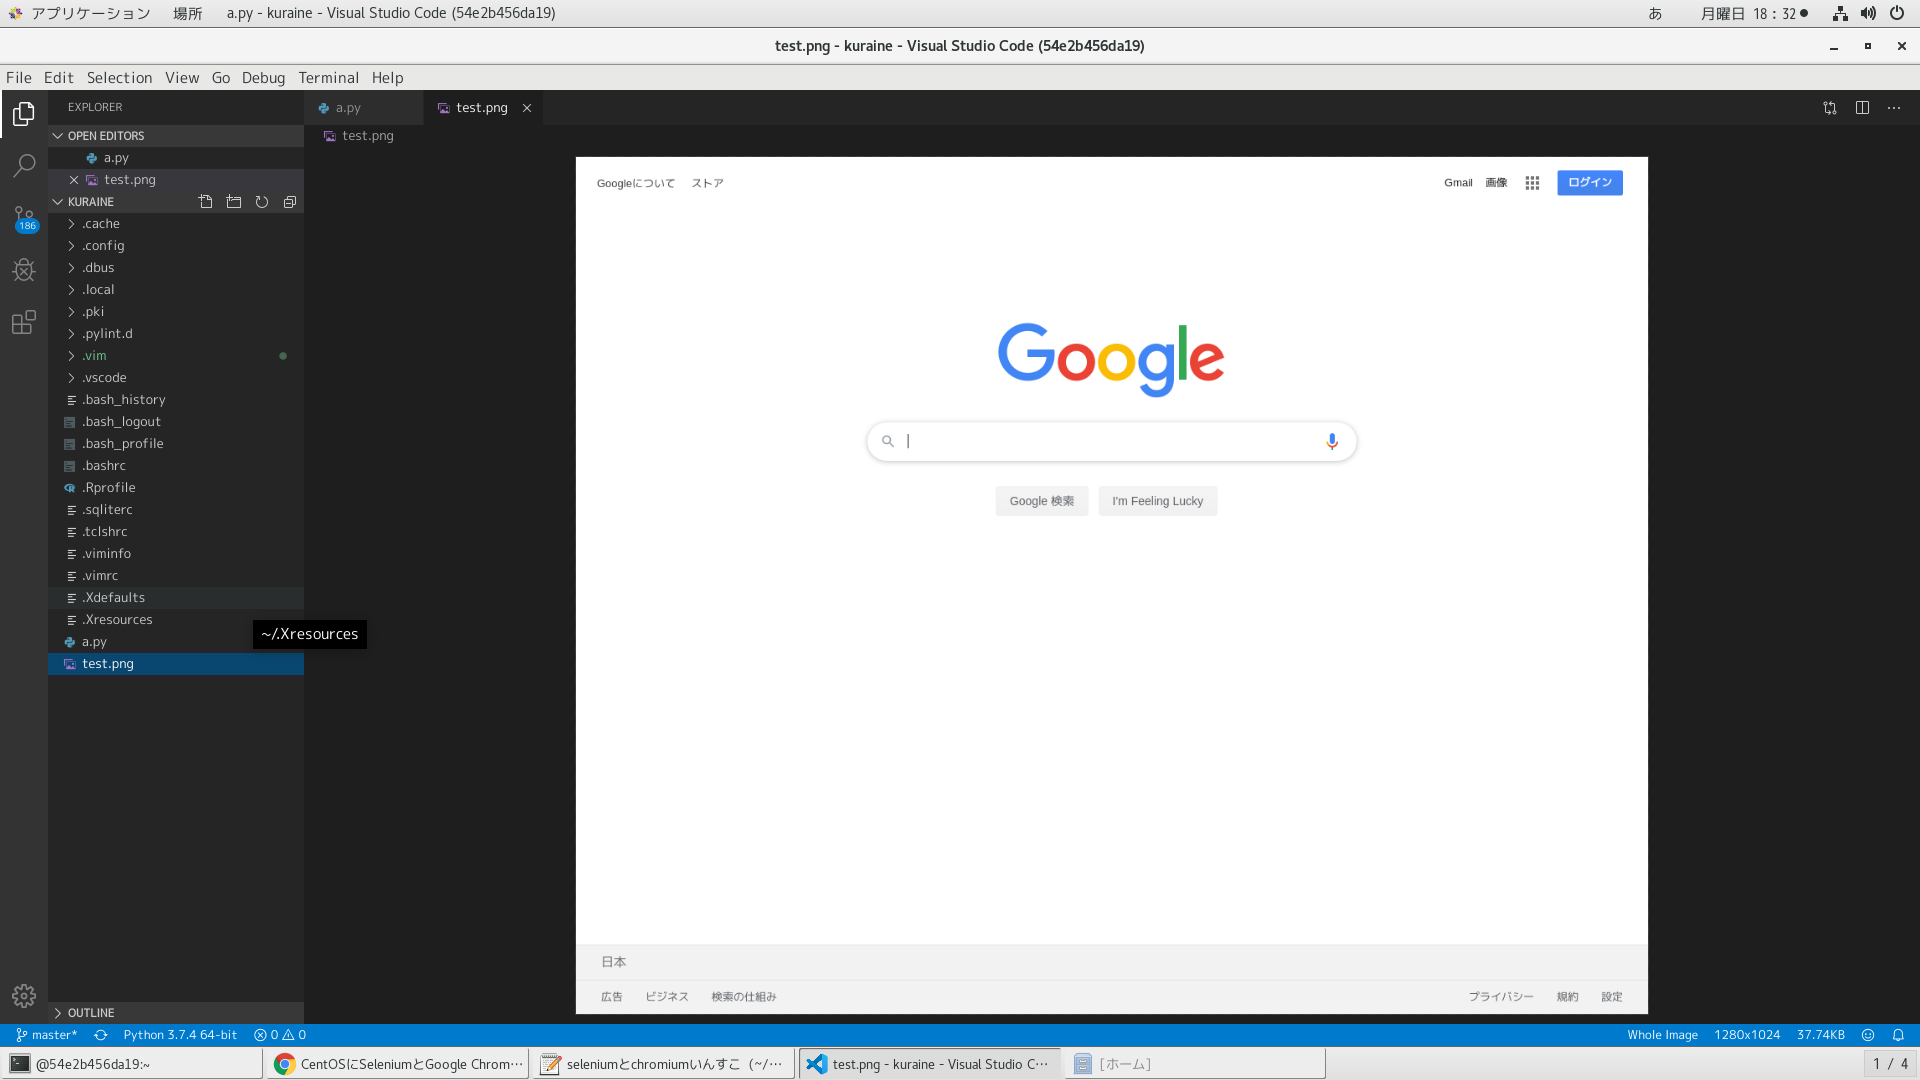 アプリケーション 場所 a.py - kuraine - Visual Studio Code (54e2b456da19) あ 月曜日 18:32
test.png - kuraine - Visual Studio Code (54e2b456da19)
File Edit Selection View Go Debug Terminal Help
EXPLORER
a.py test.png
OPEN EDITORS
test.png
a.py
test.png
KURAINE
186
.cache
.config
.dbus
.local
.pki
.pylint.d
.vim
.vscode
.bash_history
.bash_logout
.bash_profile
.bashrc
.Rprofile
.sqliterc
.tclshrc
.viminfo
.vimrc
.Xdefaults
.Xresources
~/.Xresources
a.py
test.png
OUTLINE
Googleについて ストア Gmail 画像 ログイン
Google
Google 検索 I'm Feeling Lucky
日本
広告 ビジネス 検索の仕組み プライバシー 規約 設定
master* Python 3.7.4 64-bit 0 0 Whole Image 1280x1024 37.74KB
@54e2b456da19:~ CentOSにSeleniumとGoogle Chrom… seleniumとchromiumいんすこ (~/… test.png - kuraine - Visual Studio C… [ホーム] 1 / 4